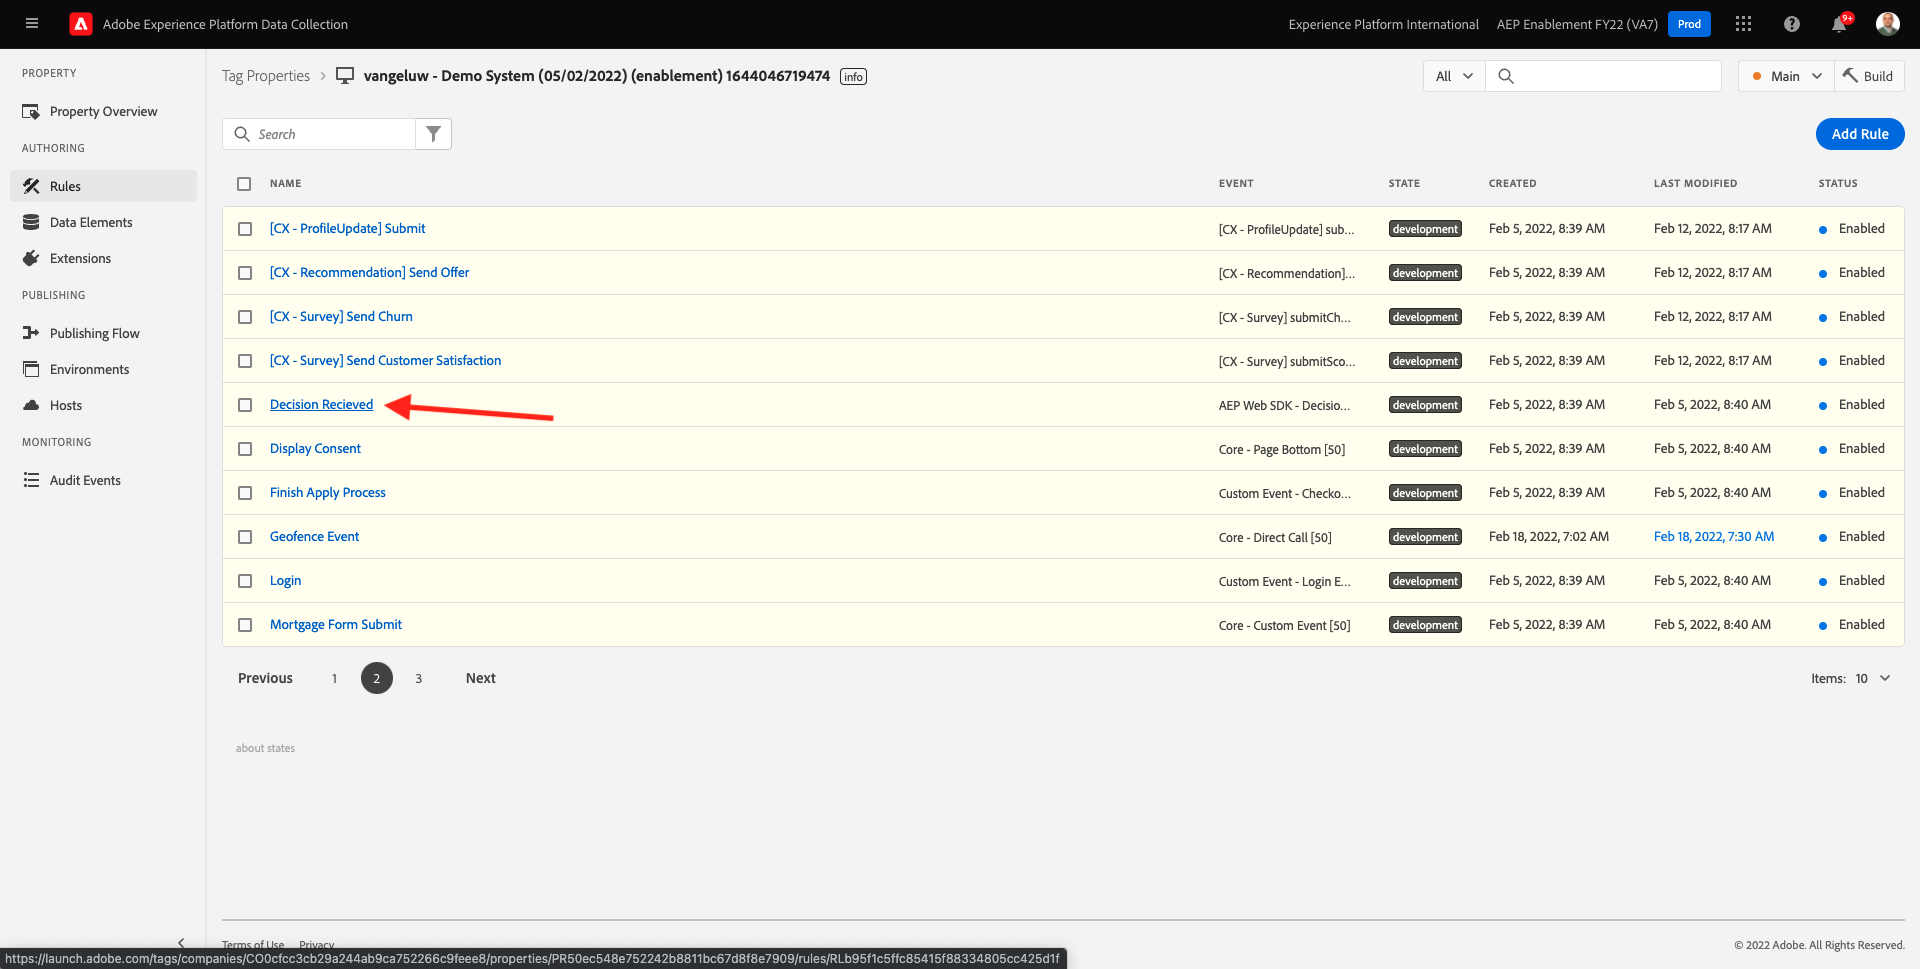 Adobe Experience Platform Data Collection
Experience Platform International
AEP Enablement FY22 (VA7)
Prod
9+
PROPERTY
Property Overview
AUTHORING
Rules
Data Elements
Extensions
PUBLISHING
Publishing Flow
Environments
Hosts
MONITORING
Audit Events
Tag Properties > vangeluw - Demo System (05/02/2022) (enablement) 1644046719474 info
All
Main
Build
Search
Add Rule
NAME EVENT STATE CREATED LAST MODIFIED STATUS
[CX - ProfileUpdate] Submit [CX - ProfileUpdate] sub... development Feb 5, 2022, 8:39 AM Feb 12, 2022, 8:17 AM Enabled
[CX - Recommendation] Send Offer [CX - Recommendation]... development Feb 5, 2022, 8:39 AM Feb 12, 2022, 8:17 AM Enabled
[CX - Survey] Send Churn [CX - Survey] submitCh... development Feb 5, 2022, 8:39 AM Feb 12, 2022, 8:17 AM Enabled
[CX - Survey] Send Customer Satisfaction [CX - Survey] submitSco... development Feb 5, 2022, 8:39 AM Feb 12, 2022, 8:17 AM Enabled
Decision Recieved AEP Web SDK - Decisio... development Feb 5, 2022, 8:39 AM Feb 5, 2022, 8:40 AM Enabled
Display Consent Core - Page Bottom [50] development Feb 5, 2022, 8:39 AM Feb 5, 2022, 8:40 AM Enabled
Finish Apply Process Custom Event - Checko... development Feb 5, 2022, 8:39 AM Feb 5, 2022, 8:40 AM Enabled
Geofence Event Core - Direct Call [50] development Feb 18, 2022, 7:02 AM Feb 18, 2022, 7:30 AM Enabled
Login Custom Event - Login E... development Feb 5, 2022, 8:39 AM Feb 5, 2022, 8:40 AM Enabled
Mortgage Form Submit Core - Custom Event [50] development Feb 5, 2022, 8:39 AM Feb 5, 2022, 8:40 AM Enabled
Previous 1 2 3 Next
Items: 10
about states
Terms of Use Privacy
© 2022 Adobe. All Rights Reserved.
https://launch.adobe.com/tags/companies/CO0cfcc3cb29a244ab9ca752266c9feee8/properties/PR50ec548e752242b8811bc67d8f8e7909/rules/RLb95f1c5ffc85415f88334805cc425d1f